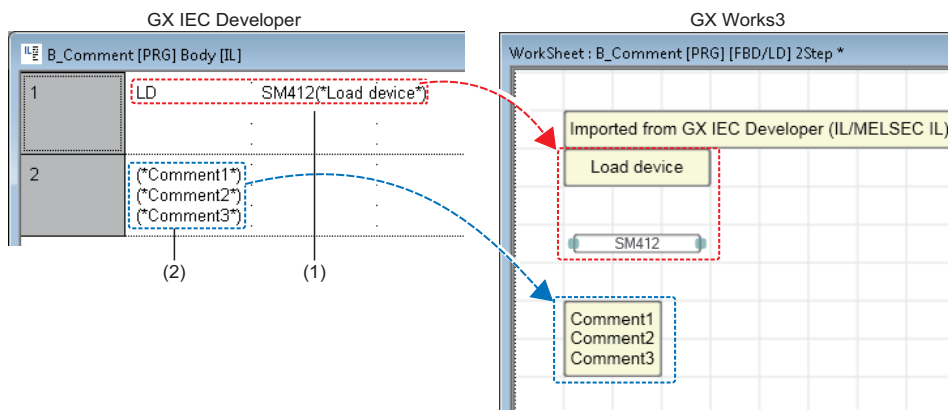 GX IEC Developer
B_Comment [PRG] Body [IL]
1
LD SM412(*Load device*)
2
(*Comment1*)
(*Comment2*)
(*Comment3*)
(2)
(1)
GX Works3
WorkSheet : B_Comment [PRG] [FBD/LD] 2Step *
Imported from GX IEC Developer (IL/MELSEC IL)
Load device
SM412
Comment1
Comment2
Comment3